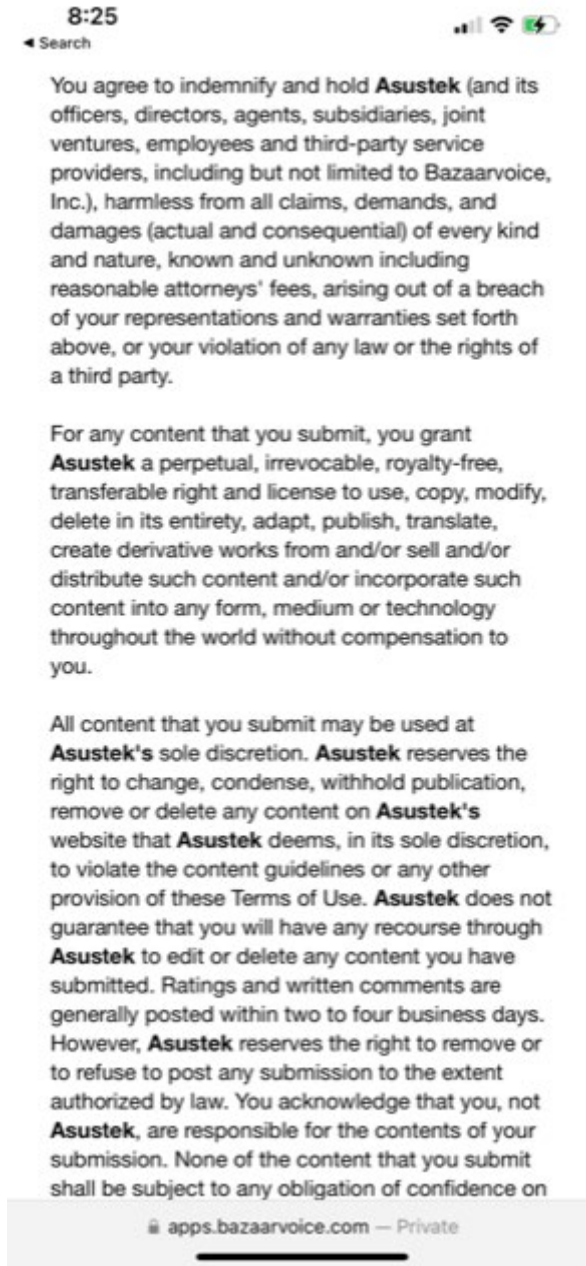 8:25
◀ Search
You agree to indemnify and hold Asustek (and its
officers, directors, agents, subsidiaries, joint
ventures, employees and third-party service
providers, including but not limited to Bazaarvoice,
Inc.), harmless from all claims, demands, and
damages (actual and consequential) of every kind
and nature, known and unknown including
reasonable attorneys' fees, arising out of a breach
of your representations and warranties set forth
above, or your violation of any law or the rights of
a third party.
For any content that you submit, you grant
Asustek a perpetual, irrevocable, royalty-free,
transferable right and license to use, copy, modify,
delete in its entirety, adapt, publish, translate,
create derivative works from and/or sell and/or
distribute such content and/or incorporate such
content into any form, medium or technology
throughout the world without compensation to
you.
All content that you submit may be used at
Asustek's sole discretion. Asustek reserves the
right to change, condense, withhold publication,
remove or delete any content on Asustek's
website that Asustek deems, in its sole discretion,
to violate the content guidelines or any other
provision of these Terms of Use. Asustek does not
guarantee that you will have any recourse through
Asustek to edit or delete any content you have
submitted. Ratings and written comments are
generally posted within two to four business days.
However, Asustek reserves the right to remove or
to refuse to post any submission to the extent
authorized by law. You acknowledge that you, not
Asustek, are responsible for the contents of your
submission. None of the content that you submit
shall be subject to any obligation of confidence on
apps.bazaarvoice.com — Private